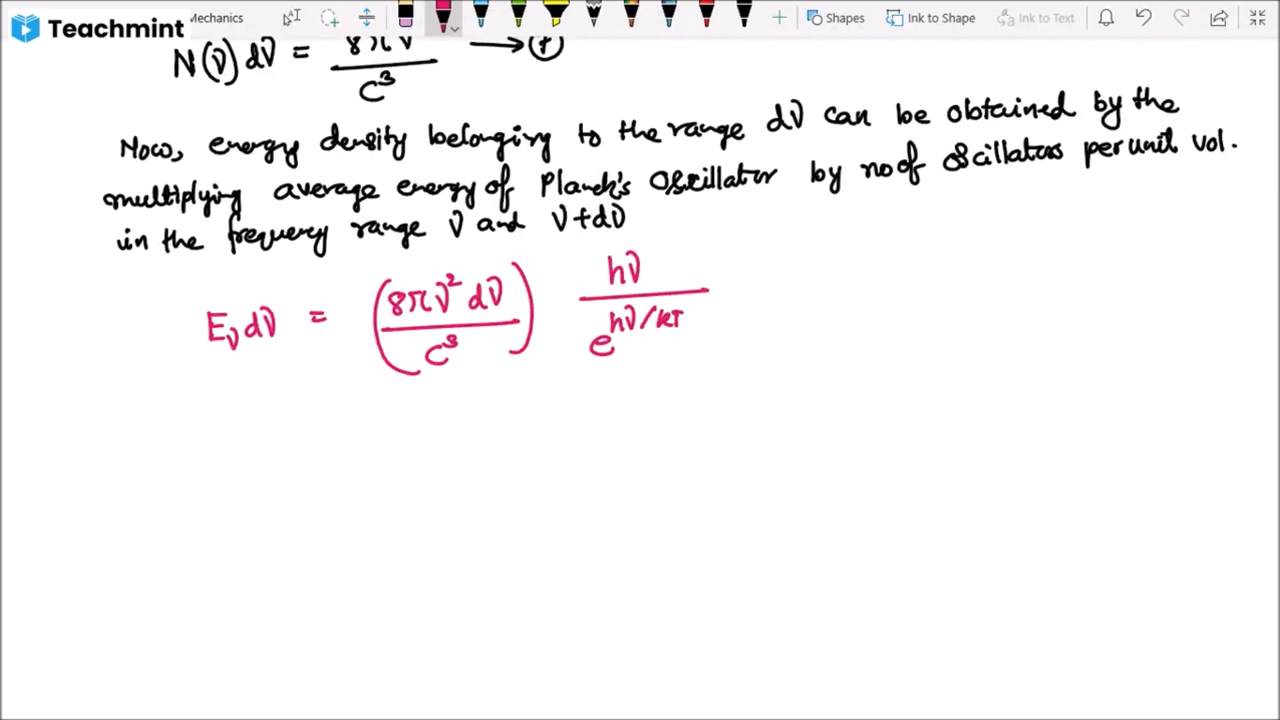 Teachmint
Mechanics
Shapes
Ink to Shape
Ink to Text
N(ν)dν = 8πν / C³ → 
Now, energy density belonging to the range dν can be obtained by the
multiplying average energy of Planck's Oscillator by no of Oscillators per unit vol.
in the frequency range ν and ν+dν
E_ν dν = (8πν² dν / C³) hν / e^(hν/kT)